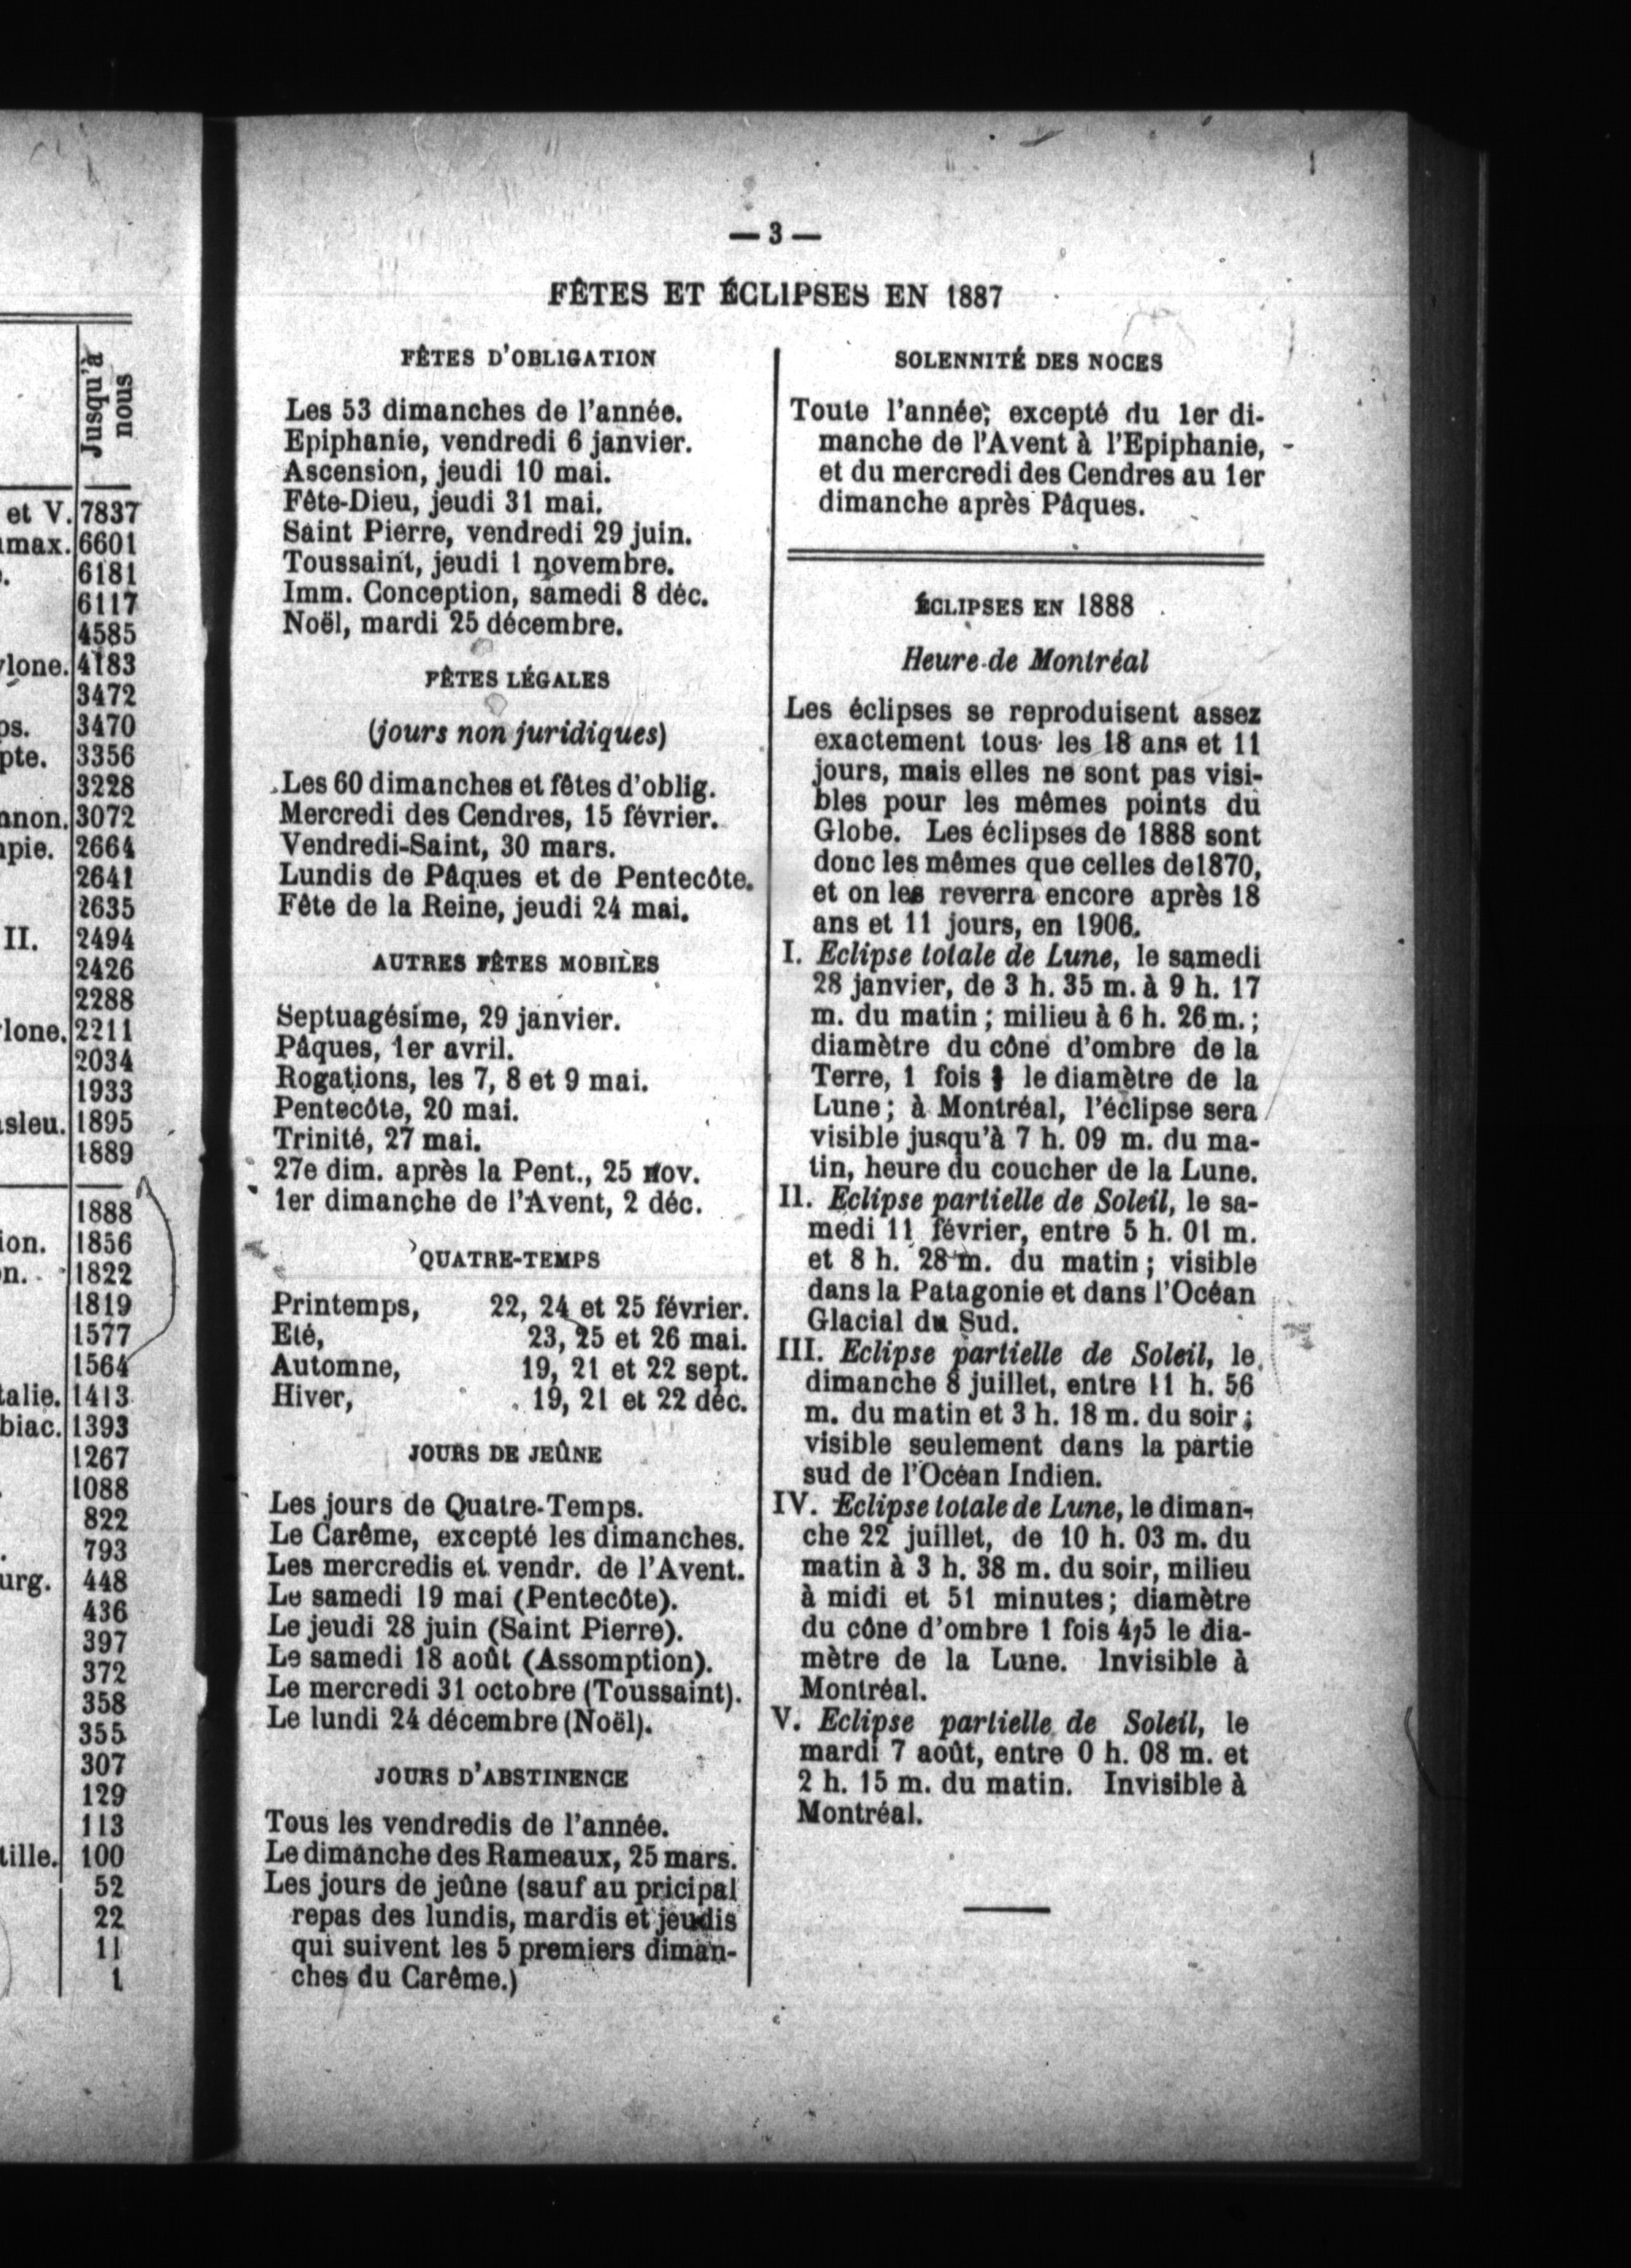 Jusqu'à
nous
et V. 7837
max. 6601
6181
6117
4585
lone. 4183
3472
os. 3470
pte. 3356
3228
nnon. 3072
pie. 2664
2641
2635
II. 2494
2426
2288
lone. 2211
2034
1933
sleu. 1895
1889
1888
ion. 1856
n. 1822
1819
1577
1564
talie. 1413
biac. 1393
1267
1088
822
793
urg. 448
436
397
372
358
355
307
129
113
tille. 100
52
22
11
1
— 3 —
FÊTES ET ÉCLIPSES EN 1887
FÊTES D'OBLIGATION
Les 53 dimanches de l'année.
Epiphanie, vendredi 6 janvier.
Ascension, jeudi 10 mai.
Fête-Dieu, jeudi 31 mai.
Saint Pierre, vendredi 29 juin.
Toussaint, jeudi 1 novembre.
Imm. Conception, samedi 8 déc.
Noël, mardi 25 décembre.
FÊTES LÉGALES
(jours non juridiques)
Les 60 dimanches et fêtes d'oblig.
Mercredi des Cendres, 15 février.
Vendredi-Saint, 30 mars.
Lundis de Pâques et de Pentecôte.
Fête de la Reine, jeudi 24 mai.
AUTRES FÊTES MOBILES
Septuagésime, 29 janvier.
Pâques, 1er avril.
Rogations, les 7, 8 et 9 mai.
Pentecôte, 20 mai.
Trinité, 27 mai.
27e dim. après la Pent., 25 nov.
1er dimanche de l'Avent, 2 déc.
QUATRE-TEMPS
Printemps, 22, 24 et 25 février.
Eté, 23, 25 et 26 mai.
Automne, 19, 21 et 22 sept.
Hiver, 19, 21 et 22 déc.
JOURS DE JEÛNE
Les jours de Quatre-Temps.
Le Carême, excepté les dimanches.
Les mercredis et vendr. de l'Avent.
Le samedi 19 mai (Pentecôte).
Le jeudi 28 juin (Saint Pierre).
Le samedi 18 août (Assomption).
Le mercredi 31 octobre (Toussaint).
Le lundi 24 décembre (Noël).
JOURS D'ABSTINENCE
Tous les vendredis de l'année.
Le dimanche des Rameaux, 25 mars.
Les jours de jeûne (sauf au pricipal
repas des lundis, mardis et jeudis
qui suivent les 5 premiers diman-
ches du Carême.)
SOLENNITÉ DES NOCES
Toute l'année; excepté du 1er di-
manche de l'Avent à l'Epiphanie,
et du mercredi des Cendres au 1er
dimanche après Pâques.
ÉCLIPSES EN 1888
Heure de Montréal
Les éclipses se reproduisent assez
exactement tous les 18 ans et 11
jours, mais elles ne sont pas visi-
bles pour les mêmes points du
Globe. Les éclipses de 1888 sont
donc les mêmes que celles de 1870,
et on les reverra encore après 18
ans et 11 jours, en 1906.
I. Eclipse totale de Lune, le samedi
28 janvier, de 3 h. 35 m. à 9 h. 17
m. du matin ; milieu à 6 h. 26 m. ;
diamètre du cône d'ombre de la
Terre, 1 fois le diamètre de la
Lune ; à Montréal, l'éclipse sera
visible jusqu'à 7 h. 09 m. du ma-
tin, heure du coucher de la Lune.
II. Eclipse partielle de Soleil, le sa-
medi 11 février, entre 5 h. 01 m.
et 8 h. 28 m. du matin ; visible
dans la Patagonie et dans l'Océan
Glacial du Sud.
III. Eclipse partielle de Soleil, le
dimanche 8 juillet, entre 11 h. 56
m. du matin et 3 h. 18 m. du soir ;
visible seulement dans la partie
sud de l'Océan Indien.
IV. Eclipse totale de Lune, le diman-
che 22 juillet, de 10 h. 03 m. du
matin à 3 h. 38 m. du soir, milieu
à midi et 51 minutes ; diamètre
du cône d'ombre 1 fois 4/5 le dia-
mètre de la Lune. Invisible à
Montréal.
V. Eclipse partielle de Soleil, le
mardi 7 août, entre 0 h. 08 m. et
2 h. 15 m. du matin. Invisible à
Montréal.